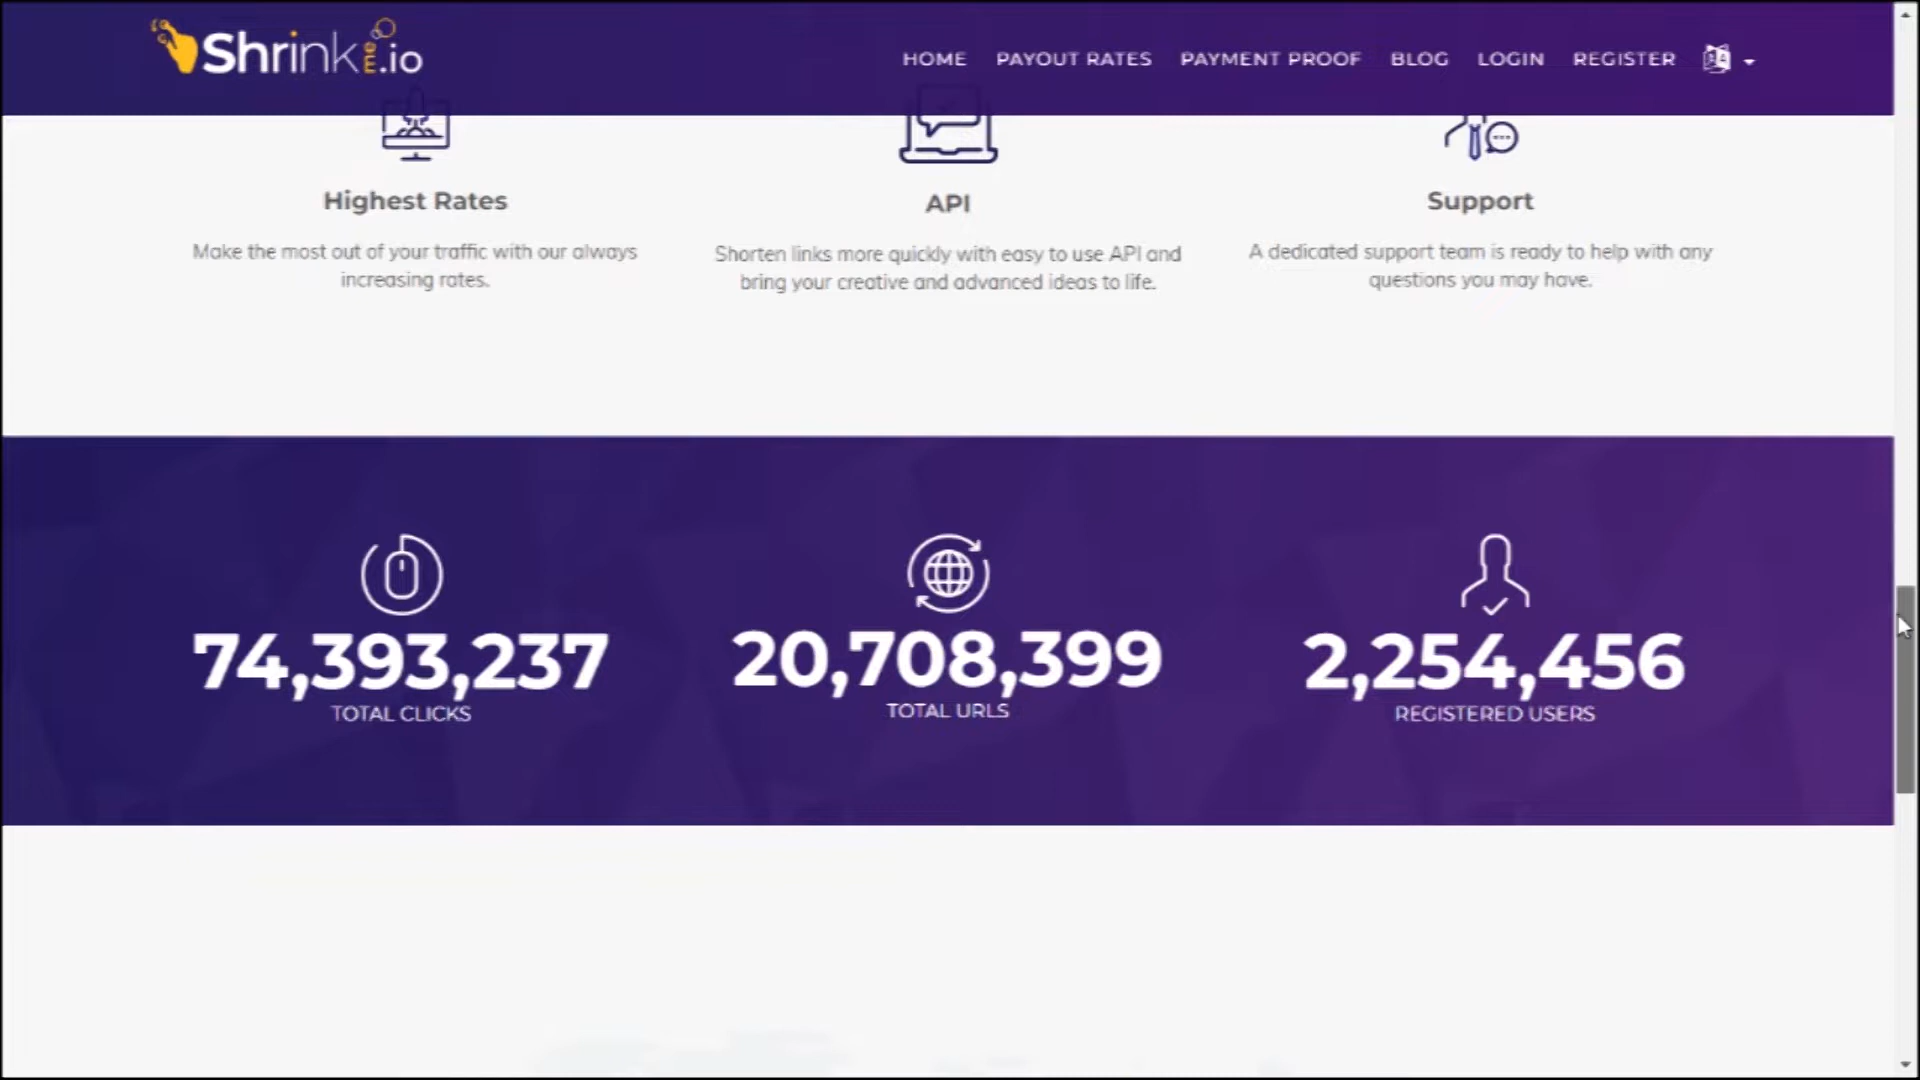 Shrinkme.io
HOME PAYOUT RATES PAYMENT PROOF BLOG LOGIN REGISTER
Highest Rates
Make the most out of your traffic with our always
increasing rates.
API
Shorten links more quickly with easy to use API and
bring your creative and advanced ideas to life.
Support
A dedicated support team is ready to help with any
questions you may have.
74,393,237
TOTAL CLICKS
20,708,399
TOTAL URLS
2,254,456
REGISTERED USERS